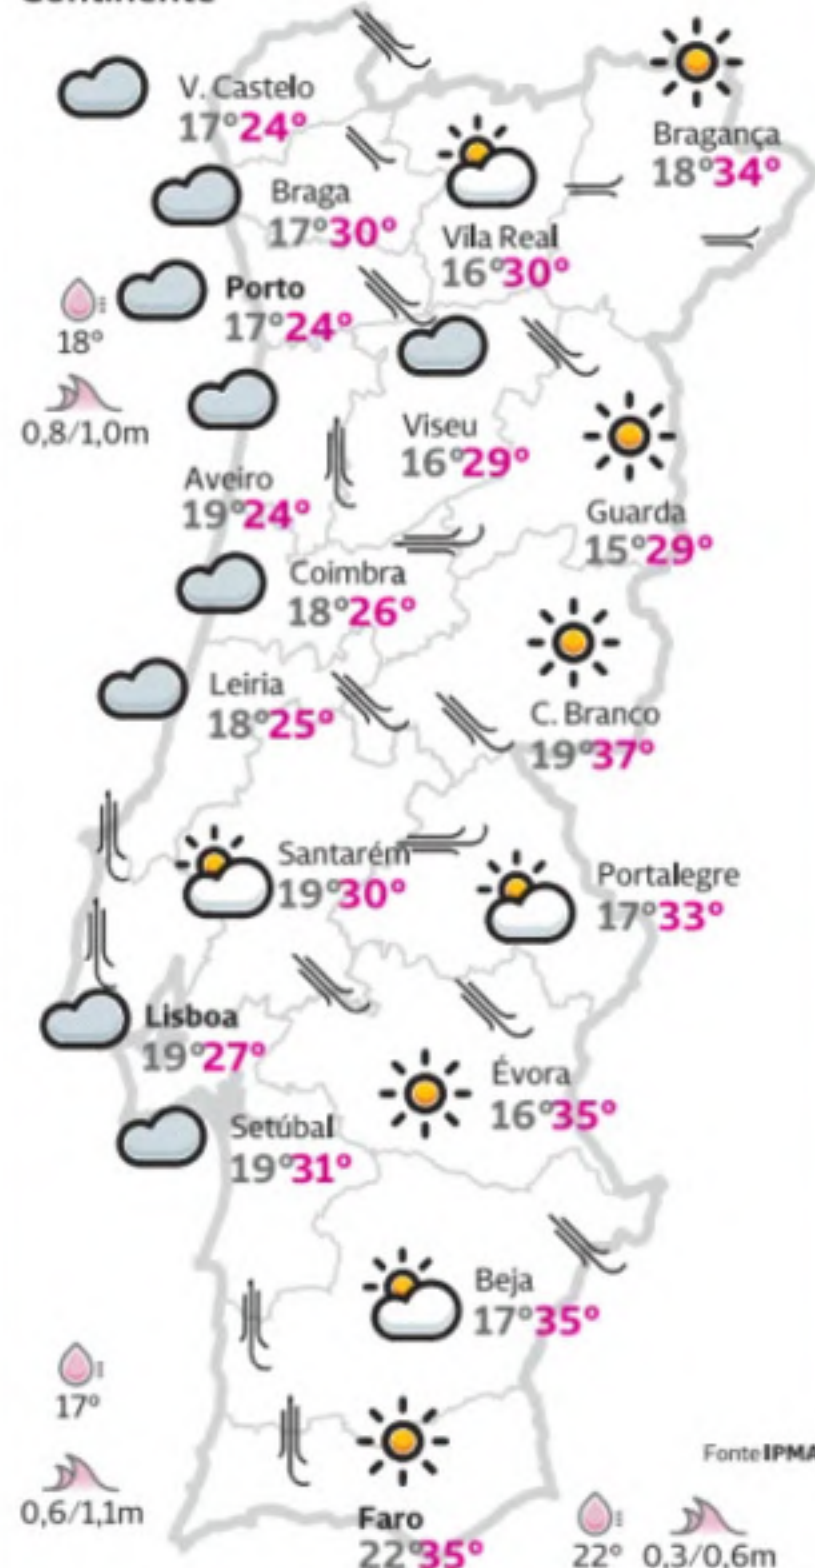 Continente
V. Castelo
17°24°
Bragança
18°34°
Braga
17°30°
Vila Real
16°30°
Porto
17°24°
18°
0,8/1,0m
Viseu
16°29°
Aveiro
19°24°
Guarda
15°29°
Coimbra
18°26°
Leiria
18°25°
C. Branco
19°37°
Santarém
19°30°
Portalegre
17°33°
Lisboa
19°27°
Évora
16°35°
Setúbal
19°31°
Beja
17°35°
17°
0,6/1,1m
Fonte IPMA
Faro
22°35°
22° 0,3/0,6m